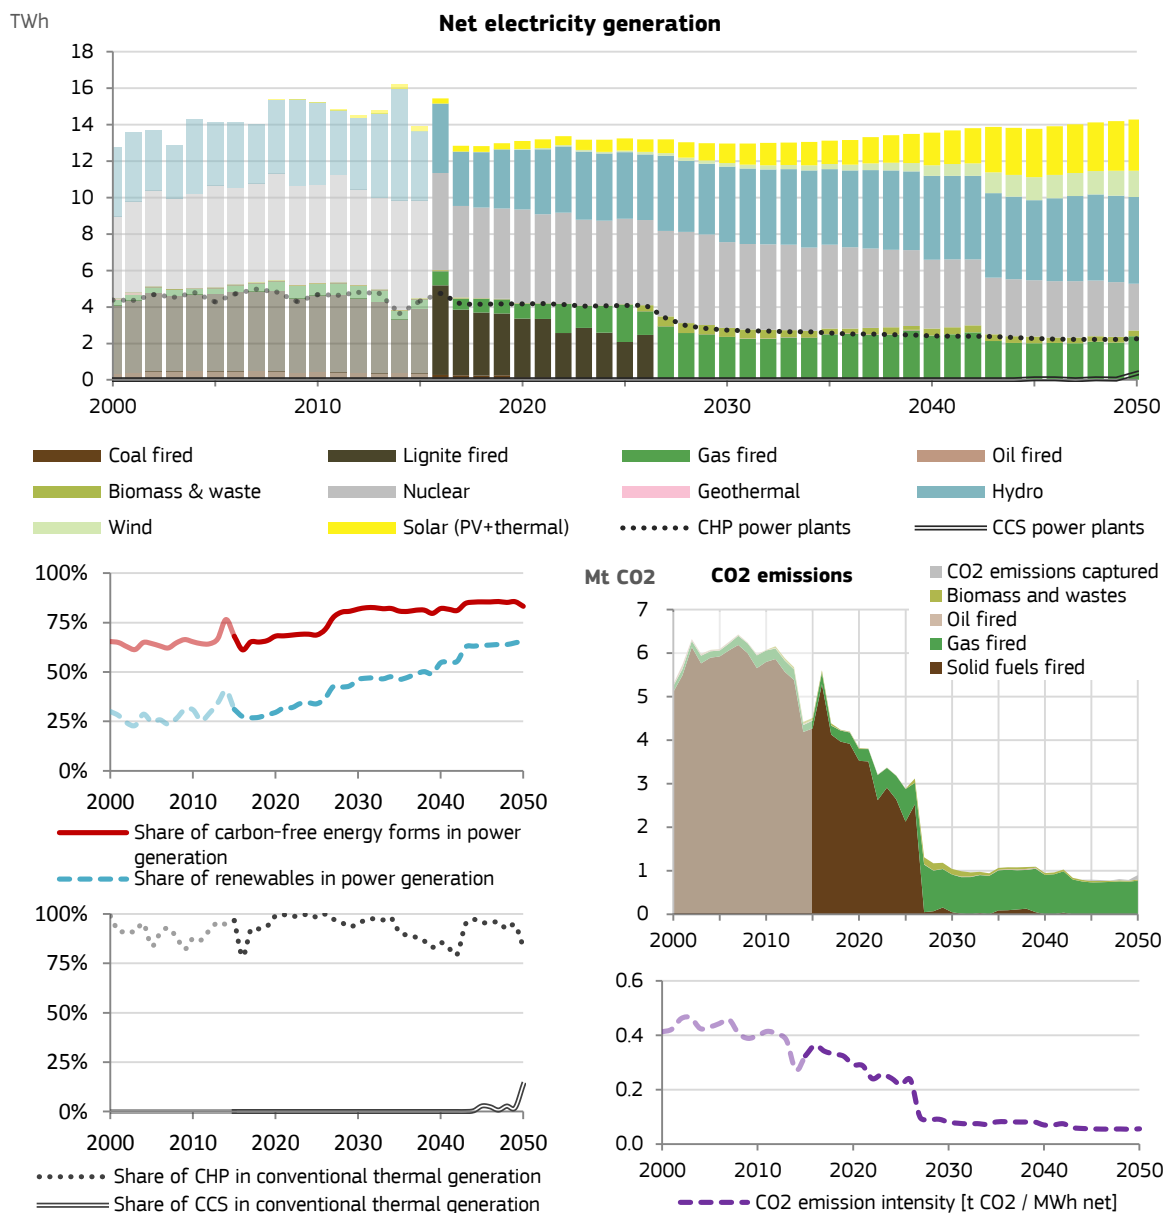 TWh
Net electricity generation
18
16
14
12
10
8
6
4
2
0
2000 2010 2020 2030 2040 2050
Coal fired Lignite fired Gas fired Oil fired
Biomass & waste Nuclear Geothermal Hydro
Wind Solar (PV+thermal) CHP power plants CCS power plants
100%
75%
50%
25%
0%
2000 2010 2020 2030 2040 2050
Share of carbon-free energy forms in power
generation
Share of renewables in power generation
Mt CO2
CO2 emissions
CO2 emissions captured
Biomass and wastes
Oil fired
Gas fired
Solid fuels fired
7
6
5
4
3
2
1
0
2000 2010 2020 2030 2040 2050
100%
75%
50%
25%
0%
2000 2010 2020 2030 2040 2050
Share of CHP in conventional thermal generation
Share of CCS in conventional thermal generation
0.6
0.4
0.2
0.0
2000 2010 2020 2030 2040 2050
CO2 emission intensity [t CO2 / MWh net]